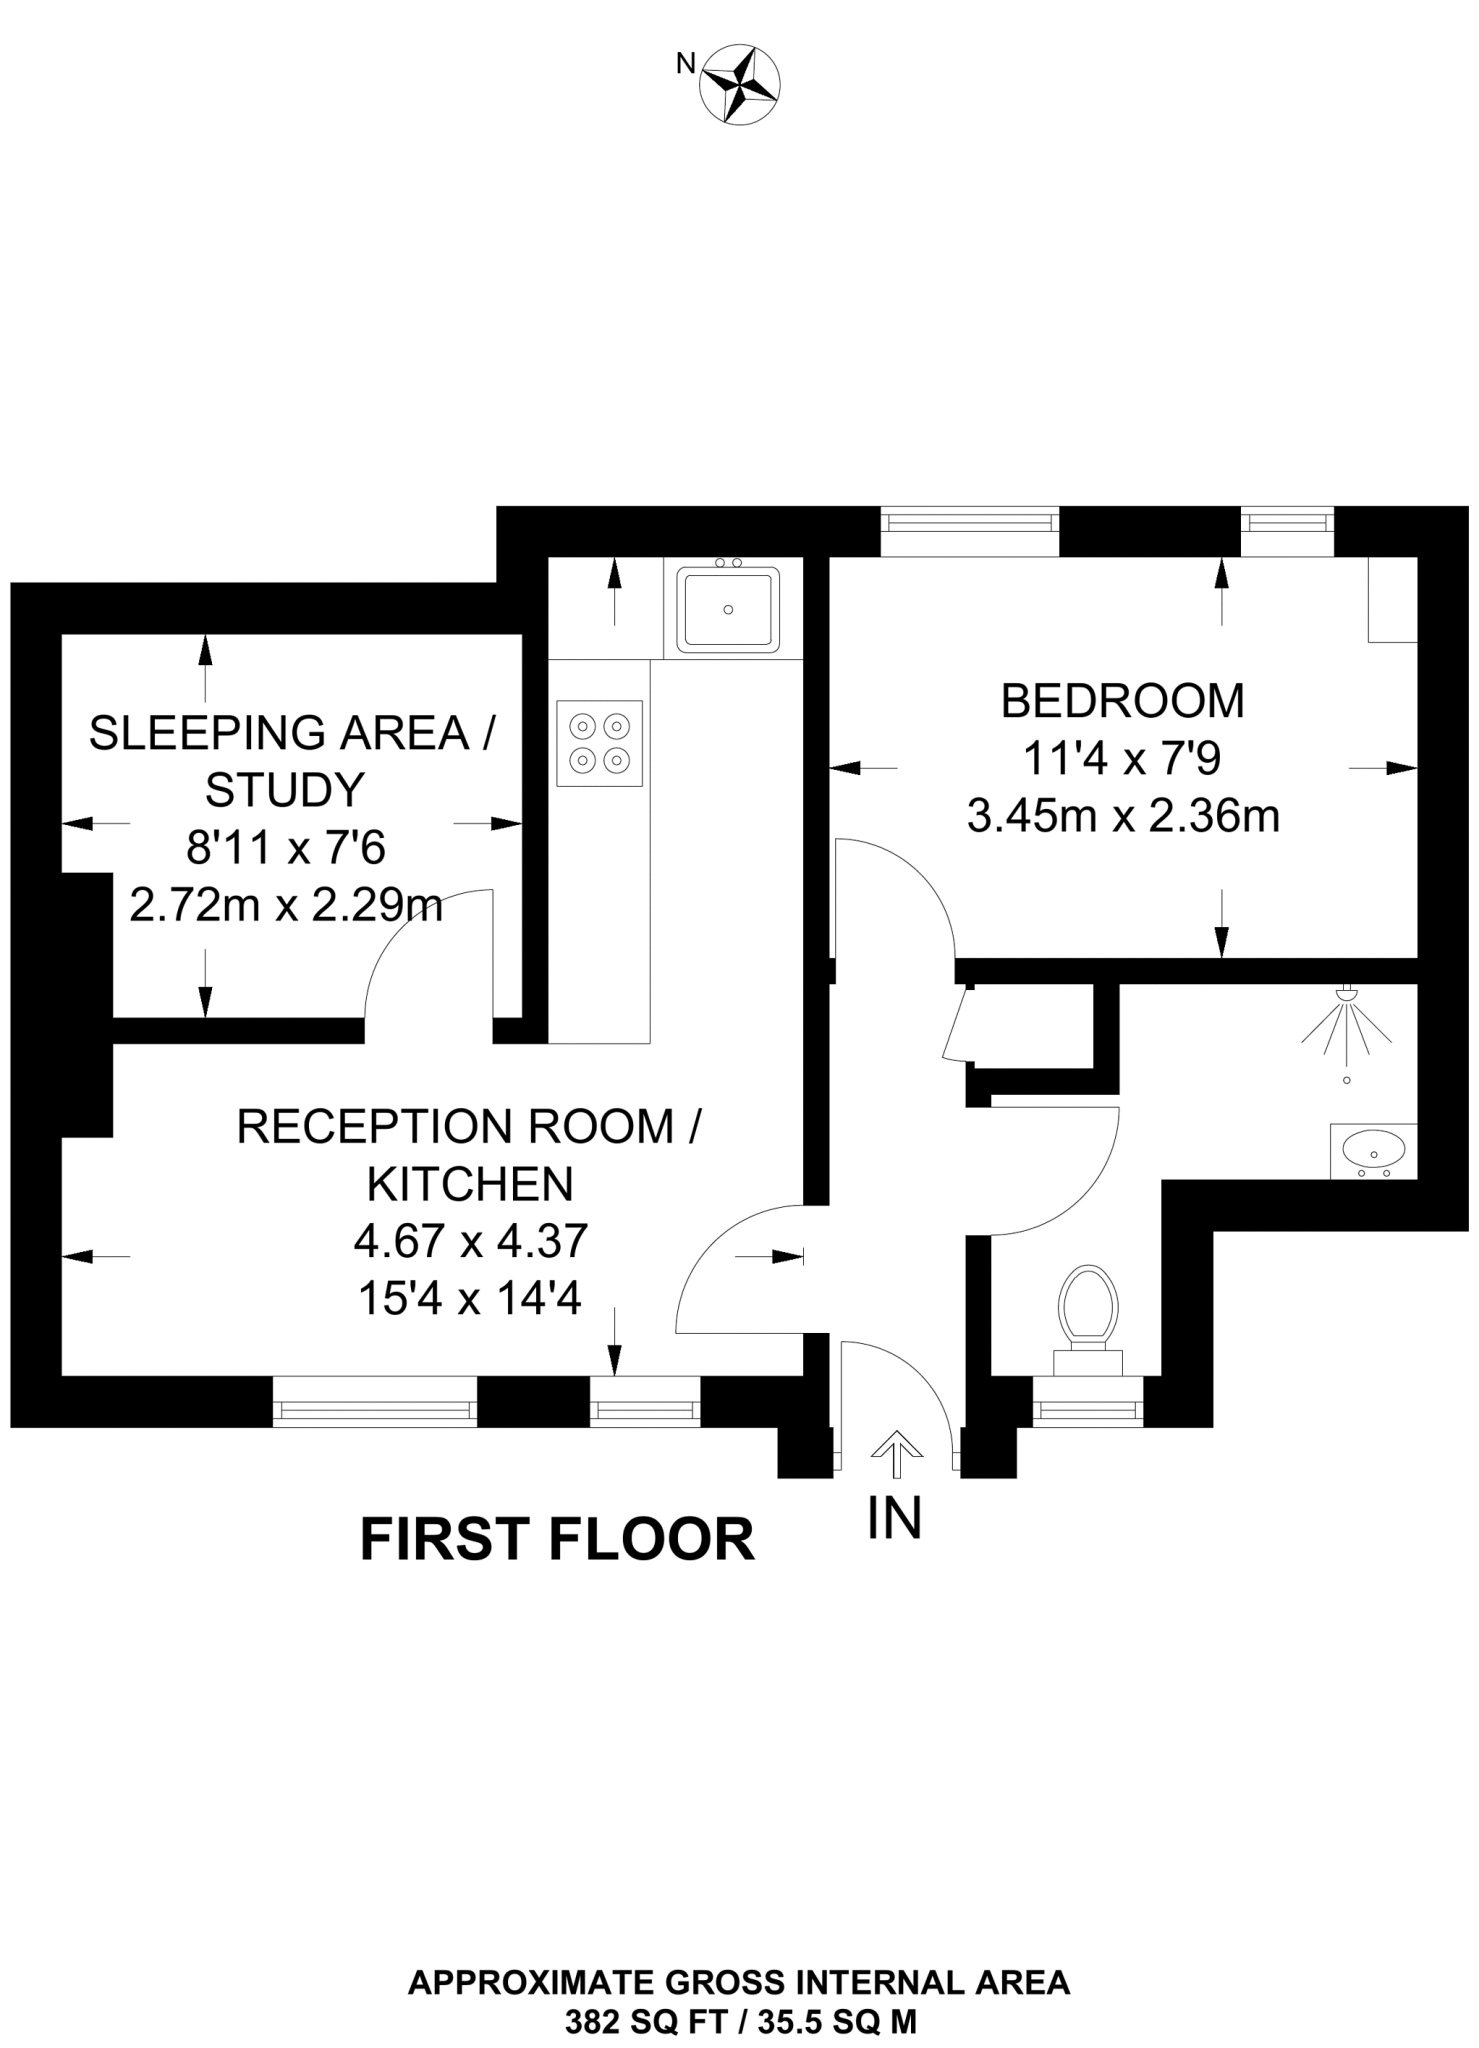 N
SLEEPING AREA /
STUDY
8'11 x 7'6
2.72m x 2.29m
BEDROOM
11'4 x 7'9
3.45m x 2.36m
RECEPTION ROOM /
KITCHEN
4.67 x 4.37
15'4 x 14'4
IN
FIRST FLOOR
APPROXIMATE GROSS INTERNAL AREA
382 SQ FT / 35.5 SQ M